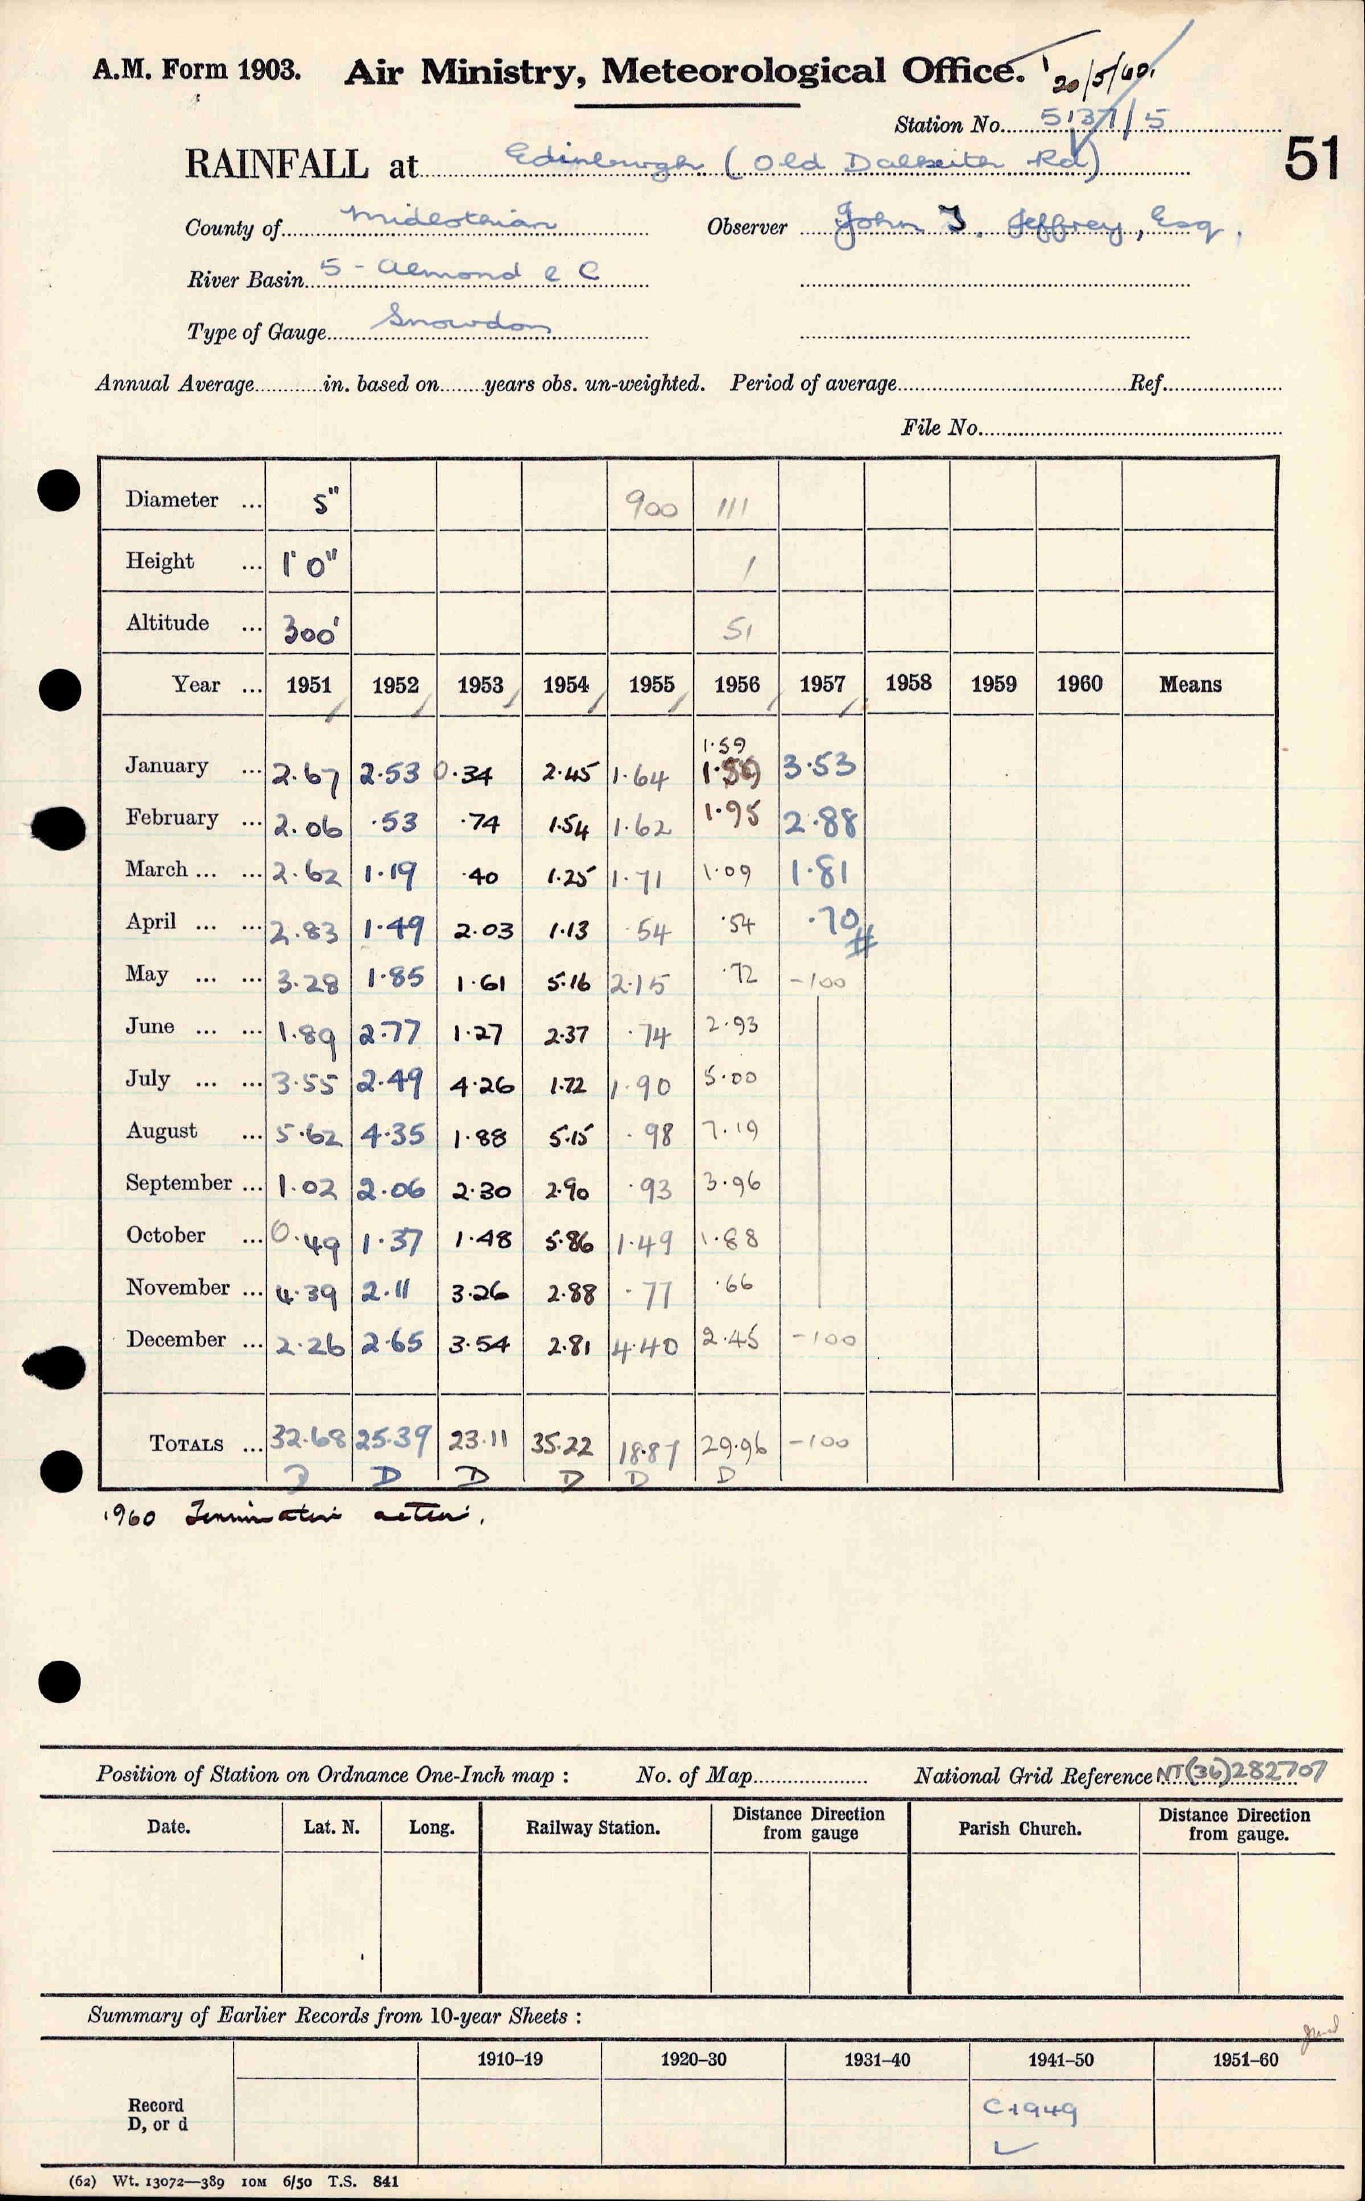 A.M. Form 1903. Air Ministry, Meteorological Office. 20/5/60.
Station No. 5137/5
51
RAINFALL at Edinburgh (Old Dalkeith Rd)
County of Midlothian Observer John J. Jeffrey, Esq.
River Basin 5 - Almond & C
Type of Gauge Snowdon
Annual Average in. based on years obs. un-weighted. Period of average Ref.
File No.
Diameter ... 5" 900 111
Height ... 1' 0" 1
Altitude ... 300' 51
Year ... 1951 1952 1953 1954 1955 1956 1957 1958 1959 1960 Means
1.59
January ... 2.67 2.53 0.34 2.45 1.64 1.59 3.53
February ... 2.06 .53 .74 1.54 1.62 1.95 2.88
March ... ... 2.62 1.19 .40 1.25 1.71 1.09 1.81
April ... ... 2.83 1.49 2.03 1.13 .54 .54 .70 #
May ... ... 3.28 1.85 1.61 5.16 2.15 .72 -100
June ... ... 1.89 2.77 1.27 2.37 .74 2.93
July ... ... 3.55 2.49 4.26 1.72 1.90 5.00
August ... 5.62 4.35 1.88 5.15 .98 7.19
September ... 1.02 2.06 2.30 2.90 .93 3.96
October ... 0.49 1.37 1.48 5.86 1.49 1.88
November ... 4.39 2.11 3.26 2.88 .77 .66
December ... 2.26 2.65 3.54 2.81 4.40 2.45 -100
TOTALS ... 32.68 25.39 23.11 35.22 18.87 29.96 -100
D D D D D D
1960
Position of Station on Ordnance One-Inch map : No. of Map National Grid Reference NT(36)282707
Date. Lat. N. Long. Railway Station. Distance Direction from gauge Parish Church. Distance Direction from gauge.
Summary of Earlier Records from 10-year Sheets :
1910–19 1920–30 1931–40 1941–50 1951–60
Record
D, or d
C1949
(62) Wt. 13072—389 10M 6/50 T.S. 841